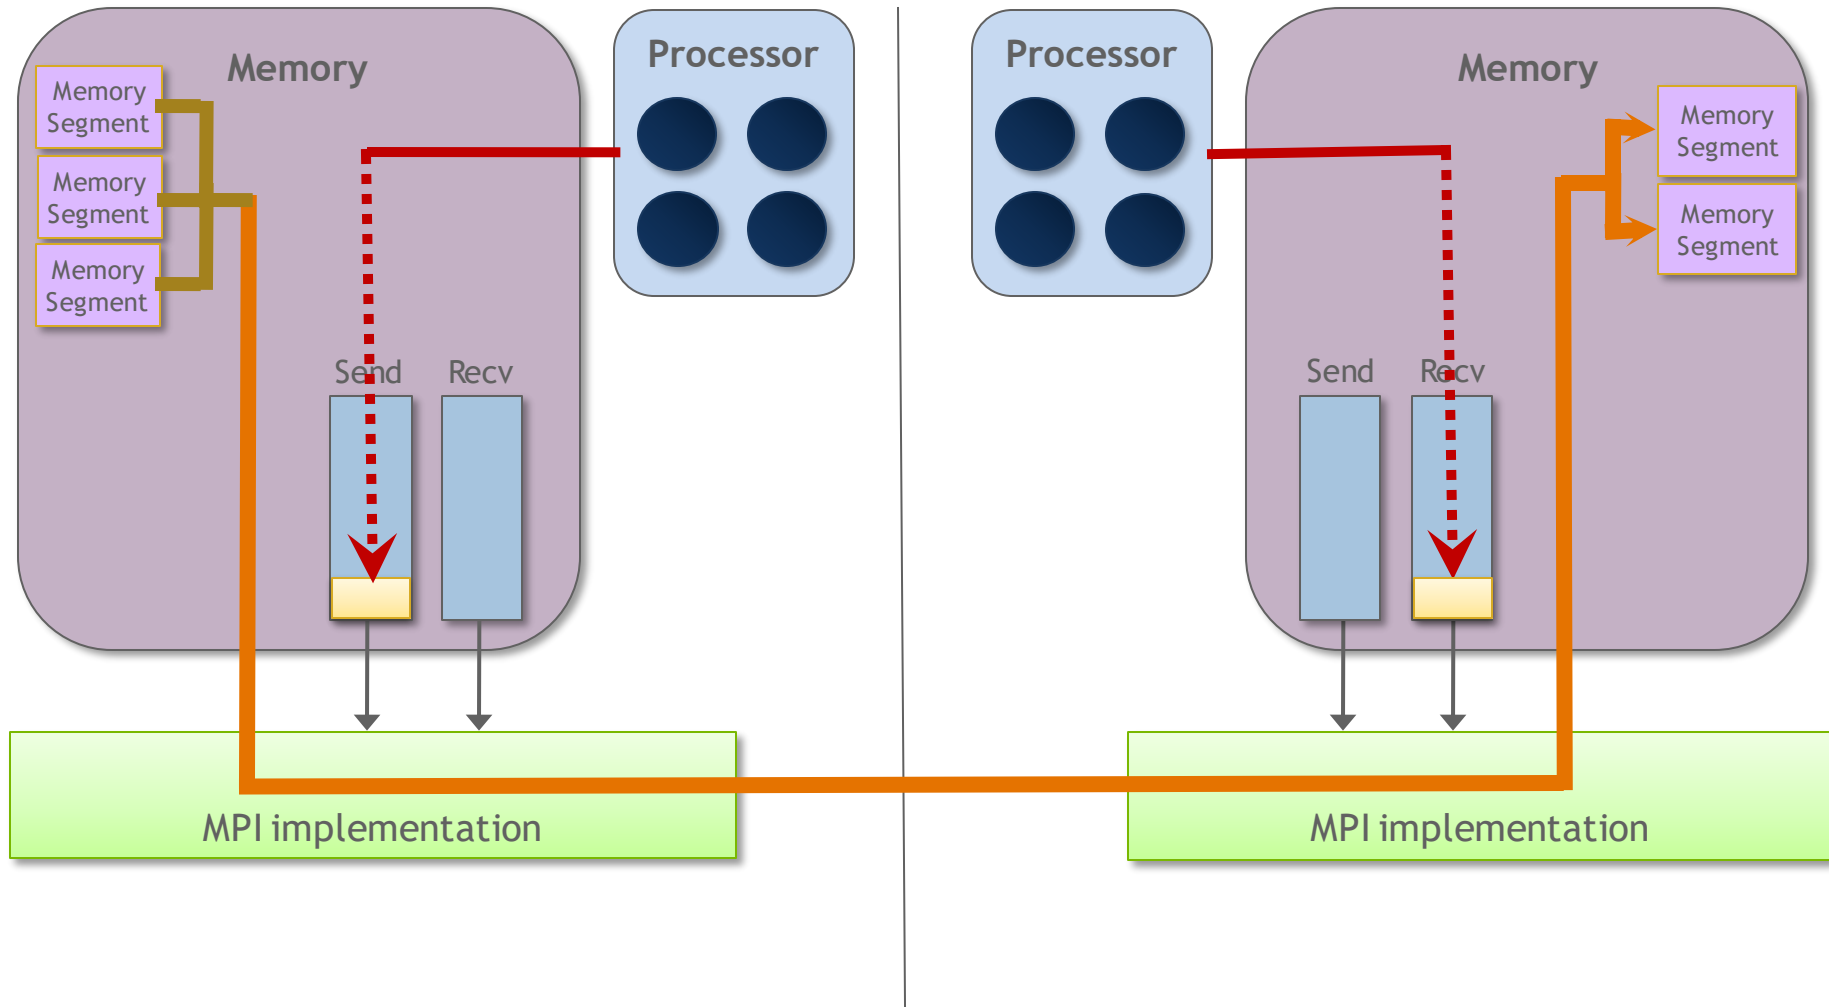 Memory
Processor
Memory
Segment
Memory
Segment
Memory
Segment
Send
Recv
MPI implementation
Processor
Memory
Memory
Segment
Memory
Segment
Send
Recv
MPI implementation